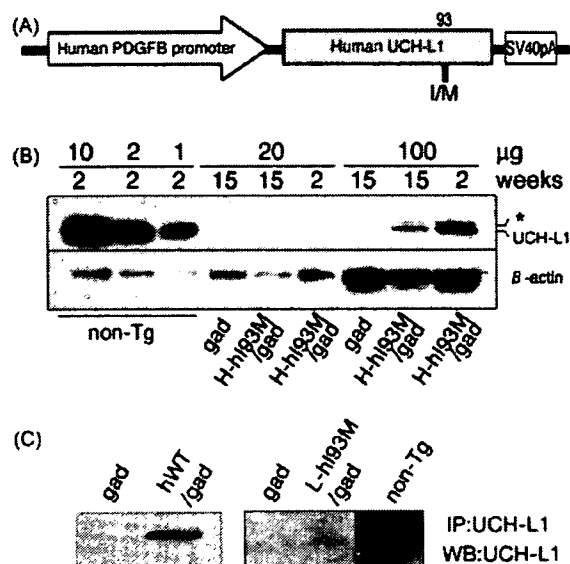 (A)
93
Human PDGFB promoter
Human UCH-L1
SV40pA
I/M
(B)
10 2 1 20 100 µg
2 2 2 15 15 2 15 15 2 weeks
*
UCH-L1
β-actin
non-Tg
gad
H-hI93M/gad
H-hI93M/gad
gad
H-hI93M/gad
H-hI93M/gad
(C)
gad
hWT/gad
gad
L-hI93M/gad
non-Tg
IP:UCH-L1
WB:UCH-L1